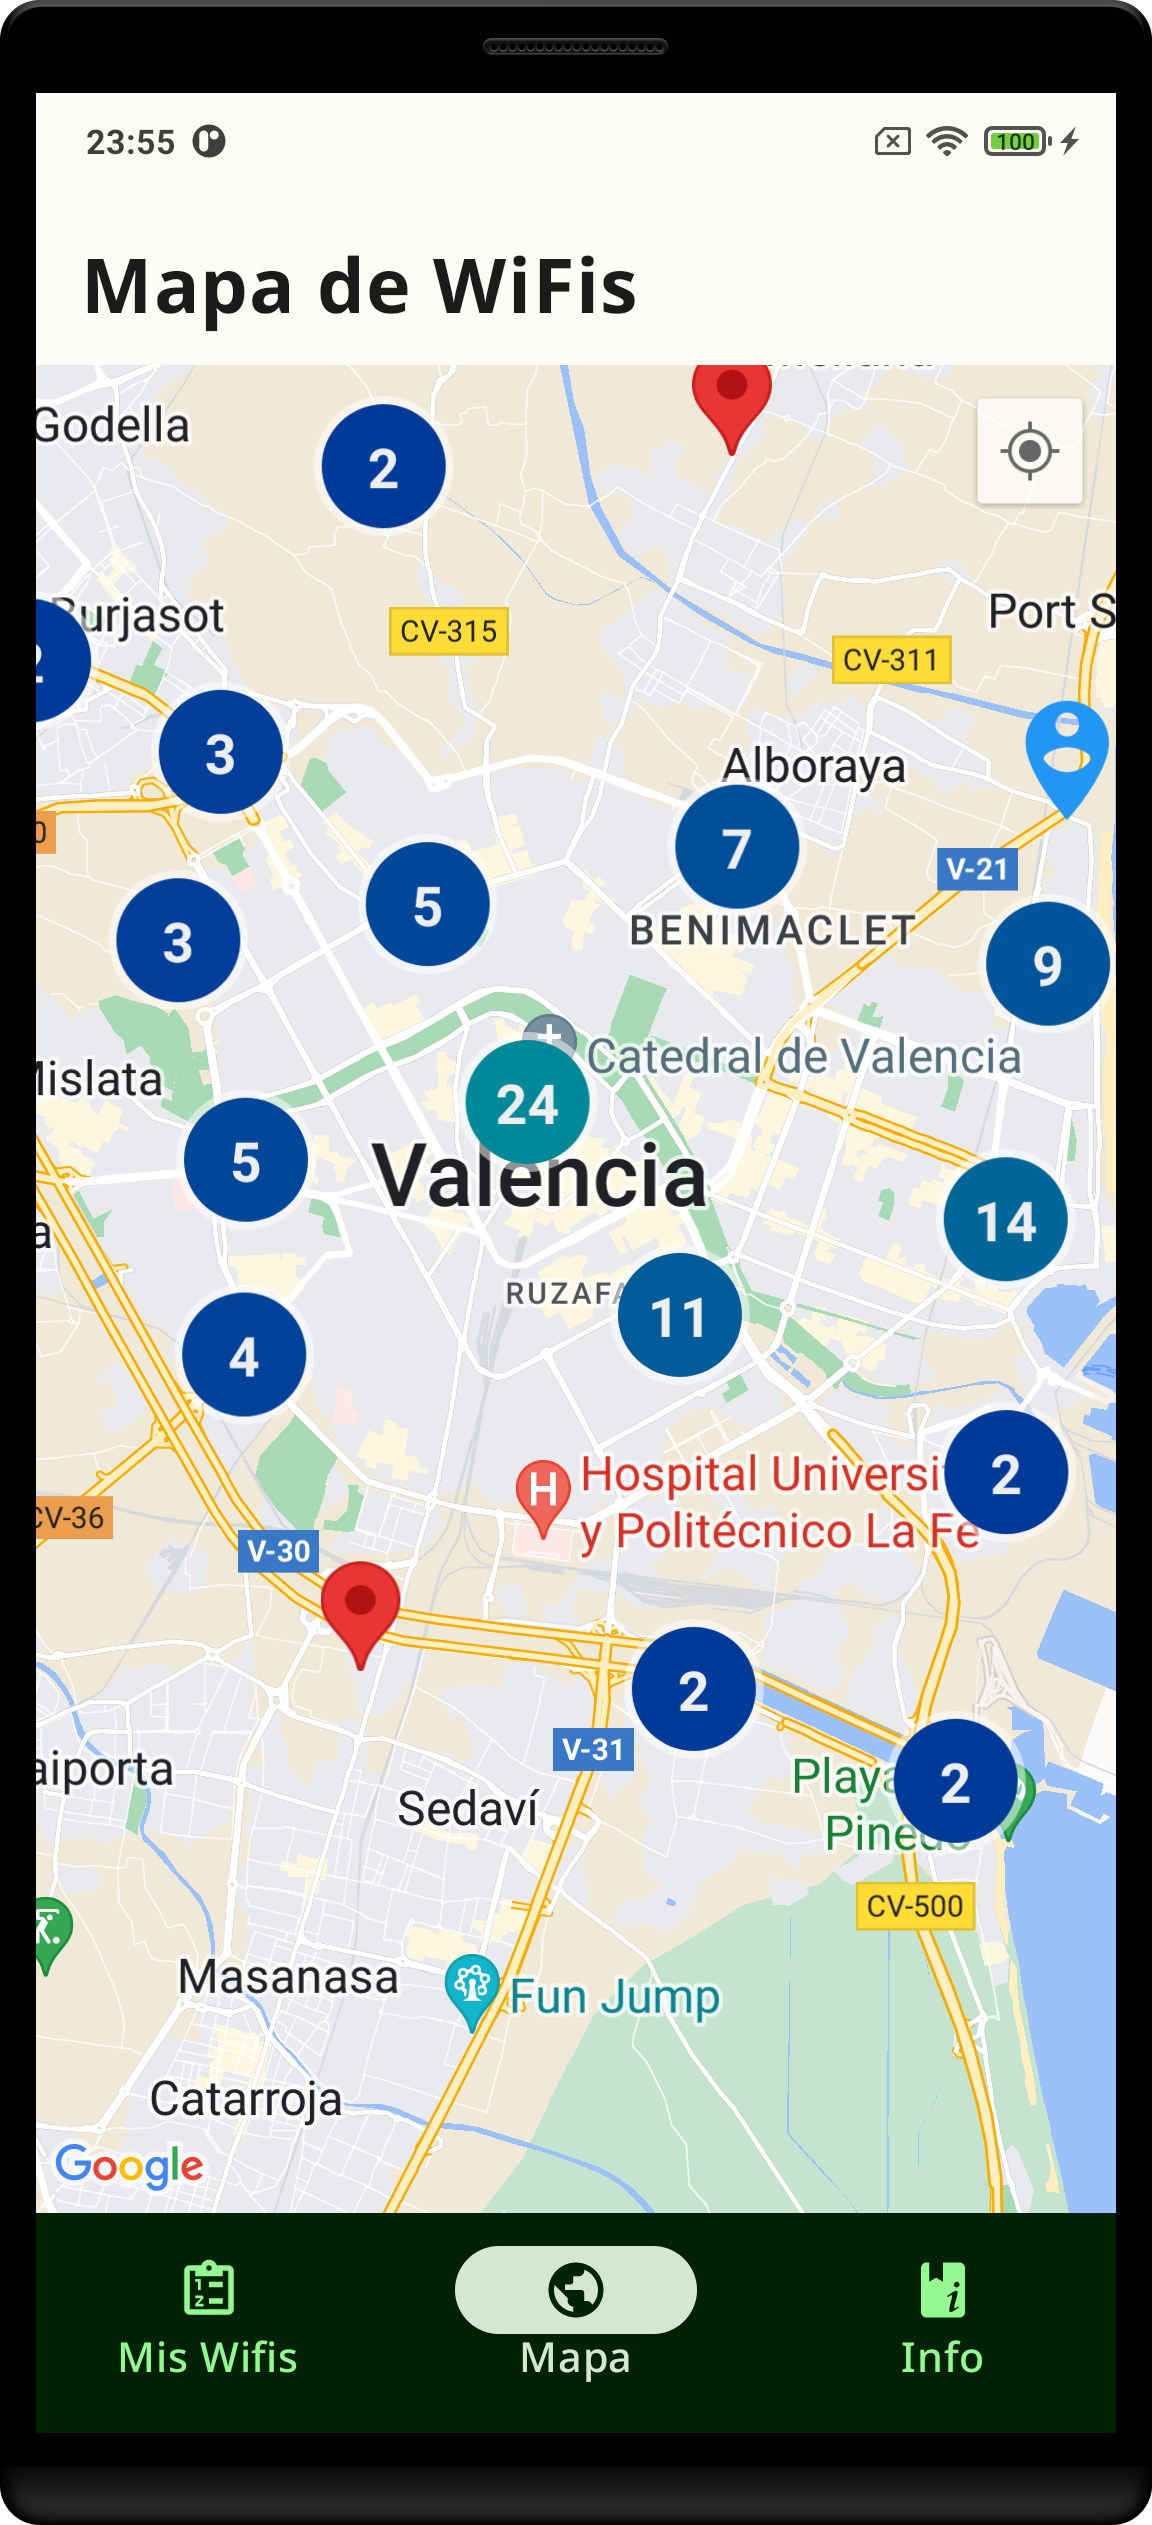 23:55
100
Mapa de WiFis
Godella
2
Burjasot
CV-315
Port S
CV-311
3
Alboraya
7
V-21
5
BENIMACLET
3
9
Catedral de Valencia
Mislata
24
5
Valencia
14
RUZAFA
11
4
Hospital Universit
y Politécnico La Fe
2
CV-36
V-30
2
V-31
aiporta
Playa
2
Sedaví
Pinedo
CV-500
Masanasa
Fun Jump
Catarroja
Google
Mis Wifis
Mapa
Info